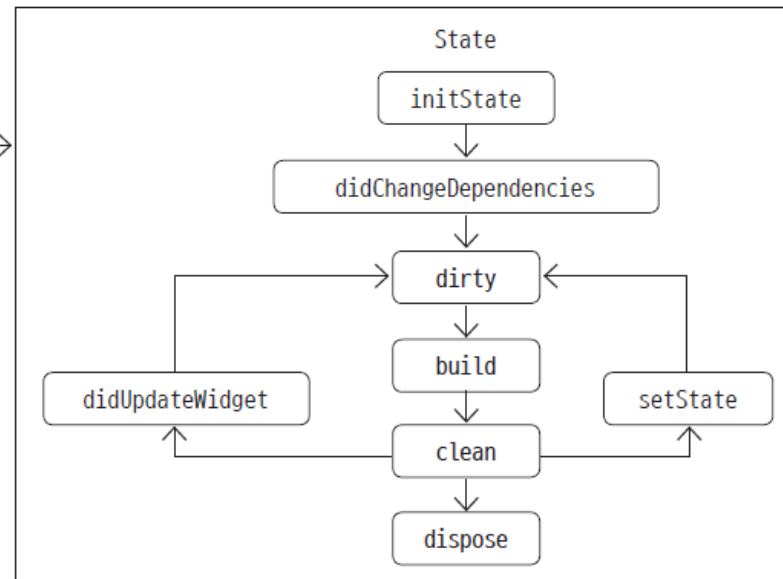 State
initState
didChangeDependencies
dirty
build
didUpdateWidget
setState
clean
dispose